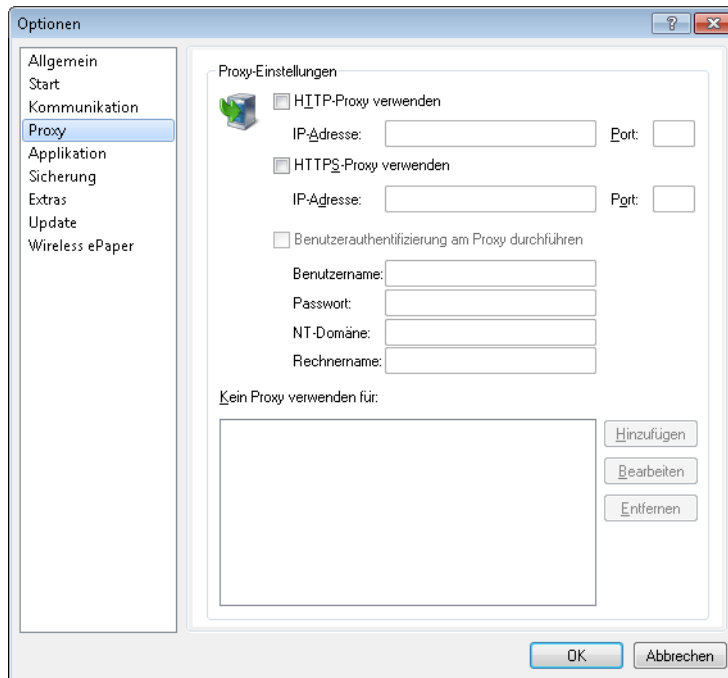 Optionen
Allgemein
Start
Kommunikation
Proxy
Applikation
Sicherung
Extras
Update
Wireless ePaper
Proxy-Einstellungen
HTTP-Proxy verwenden
IP-Adresse: Port:
HTTPS-Proxy verwenden
IP-Adresse: Port:
Benutzerauthentifizierung am Proxy durchführen
Benutzername:
Passwort:
NT-Domäne:
Rechnername:
Kein Proxy verwenden für:
Hinzufügen
Bearbeiten
Entfernen
OK Abbrechen